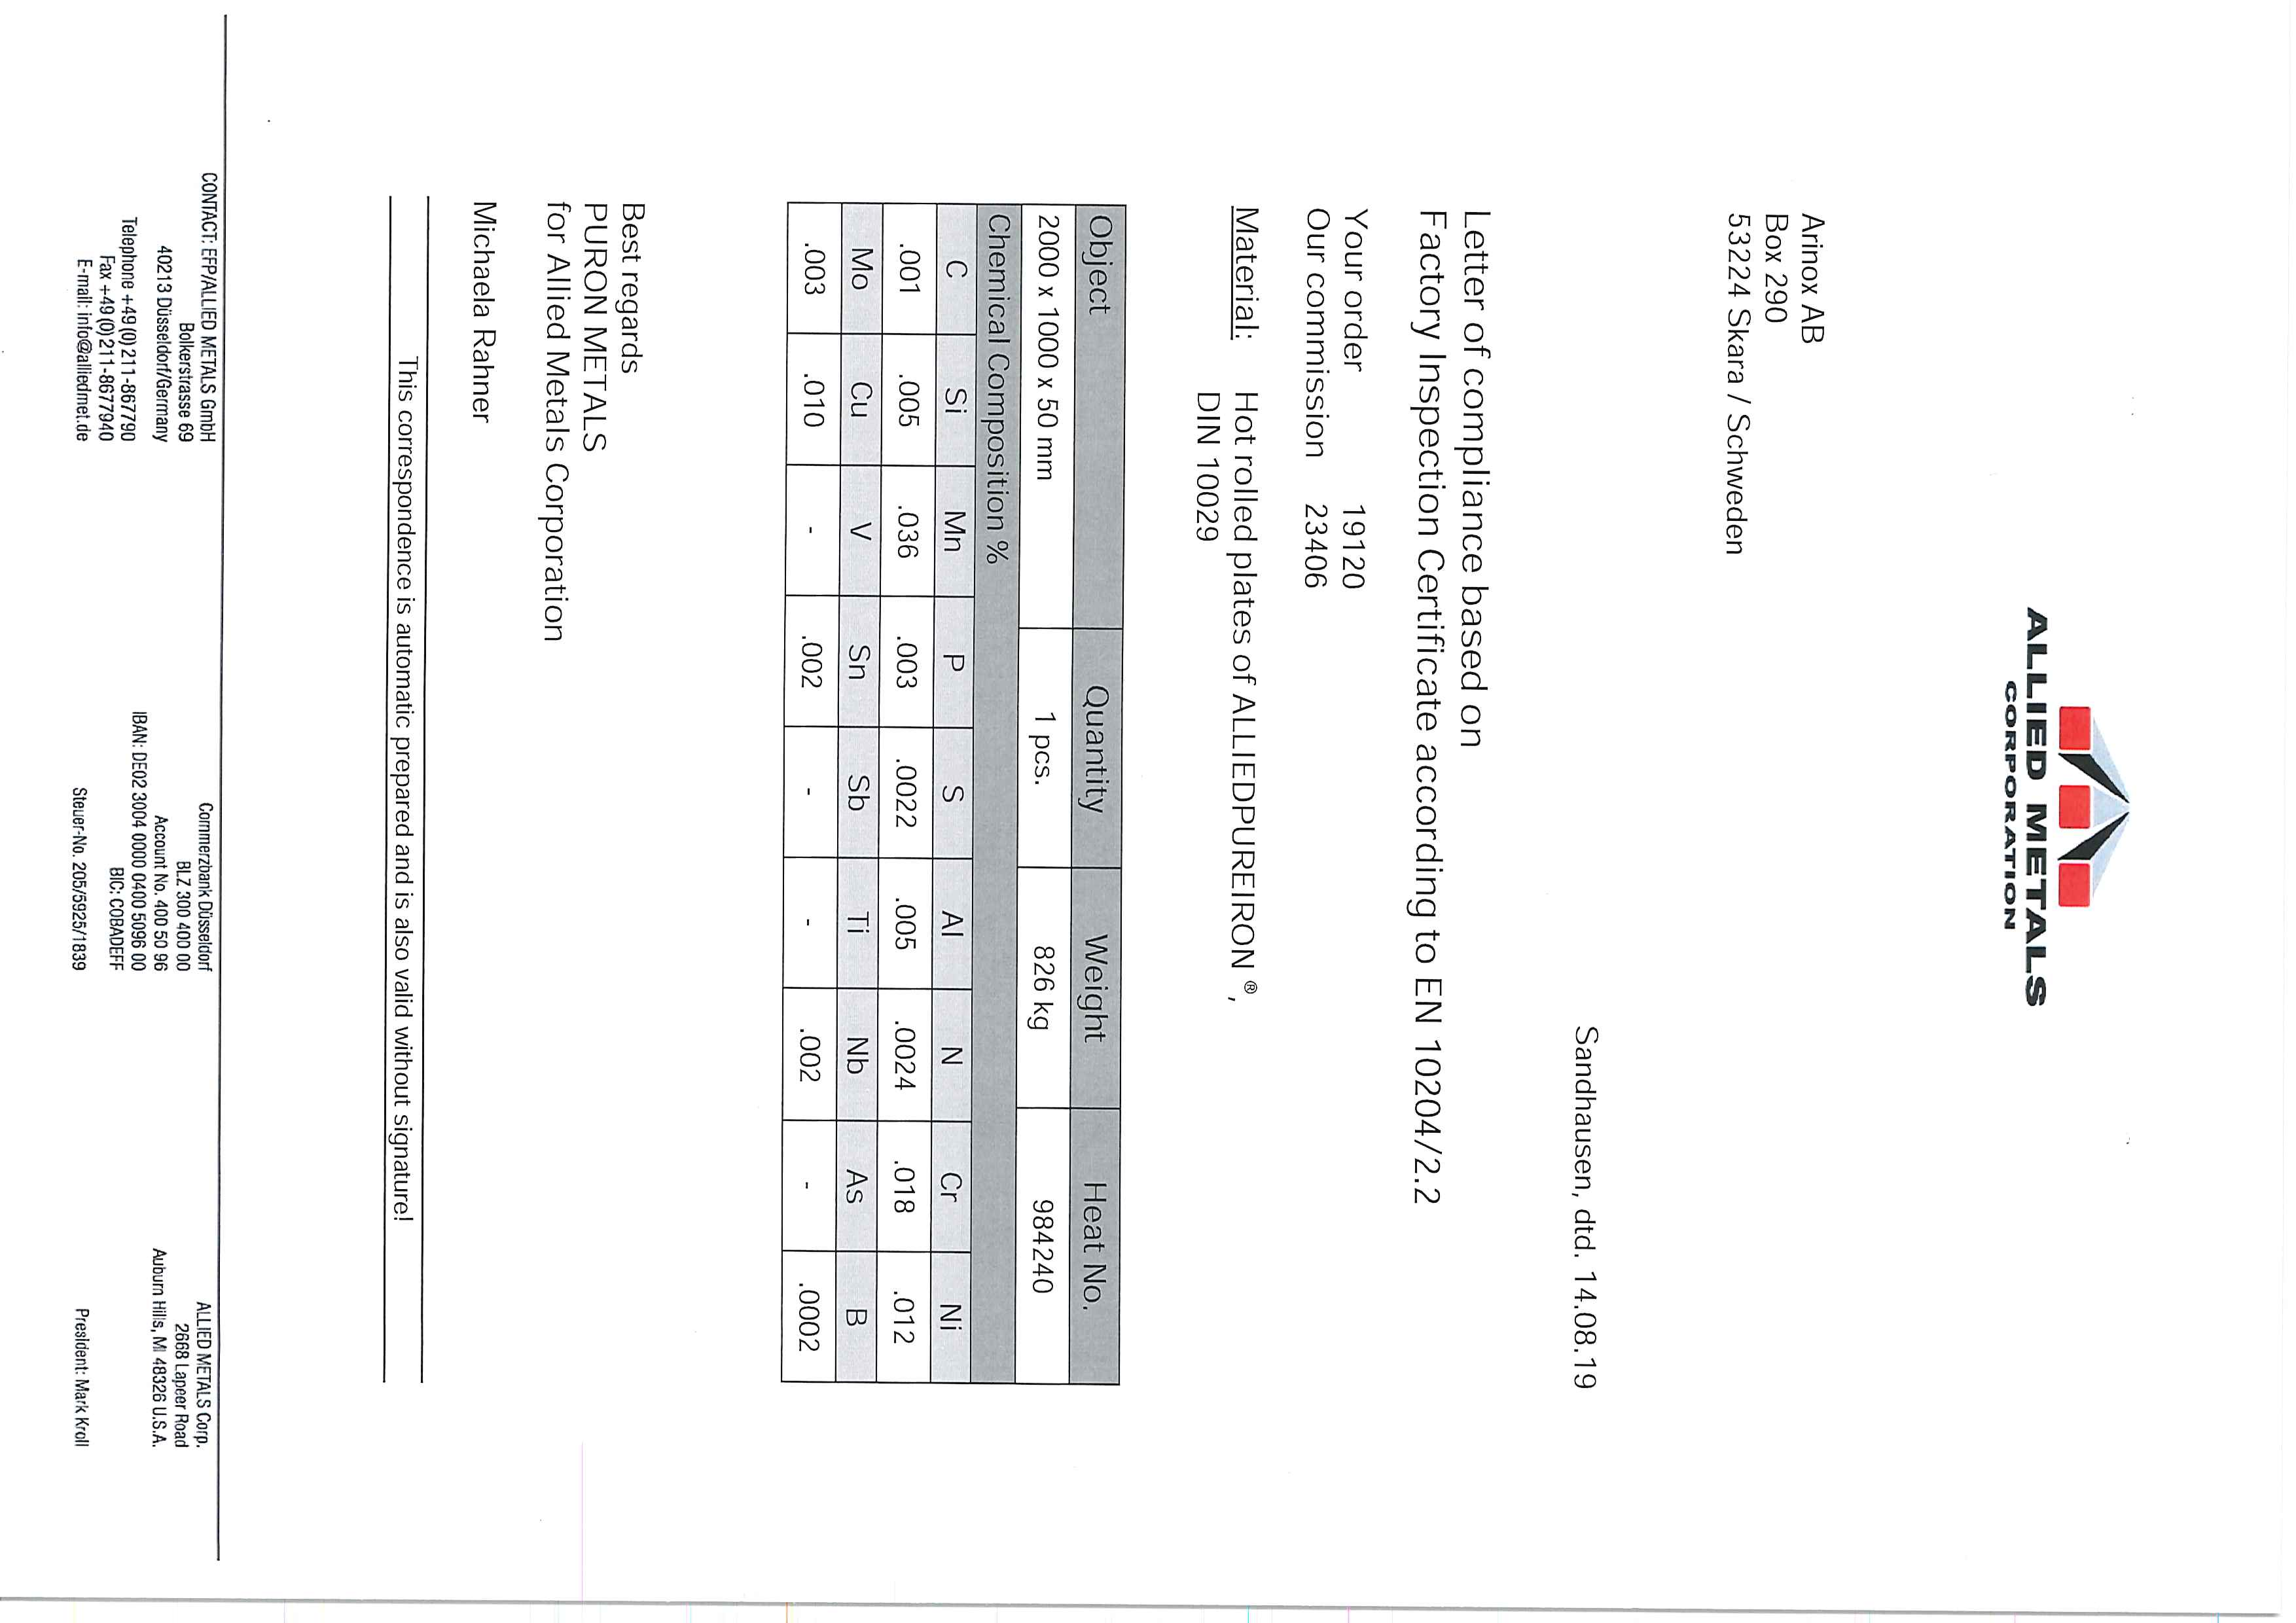 ALLIED METALS
CORPORATION
Arinox AB
Box 290
53224 Skara / Schweden
Sandhausen, dtd. 14.08.19
Letter of compliance based on
Factory Inspection Certificate according to EN 10204/2.2
Your order 19120
Our commission 23406
Material: Hot rolled plates of ALLIEDPUREIRON ®,
DIN 10029
Object Quantity Weight Heat No.
2000 x 1000 x 50 mm 1 pcs. 826 kg 984240
Chemical Composition %
C Si Mn P S Al N Cr Ni
.001 .005 .036 .003 .0022 .005 .0024 .018 .012
Mo Cu V Sn Sb Ti Nb As B
.003 .010 - .002 - - .002 - .0002
Best regards
PURON METALS
for Allied Metals Corporation
Michaela Rahner
This correspondence is automatic prepared and is also valid without signature!
CONTACT: EFP/ALLIED METALS GmbH
Bolkerstrasse 69
40213 Düsseldorf/Germany
Telephone +49 (0) 211-867790
Fax +49 (0) 211-8677940
E-mail: info@alliedmet.de
Commerzbank Düsseldorf
BLZ 300 400 00
Account No. 400 50 96
IBAN: DE02 3004 0000 0400 5096 00
BIC: COBADEFF
Steuer-No. 205/5925/1839
ALLIED METALS Corp.
2668 Lapeer Road
Auburn Hills, MI 48326 U.S.A.
President: Mark Kroll